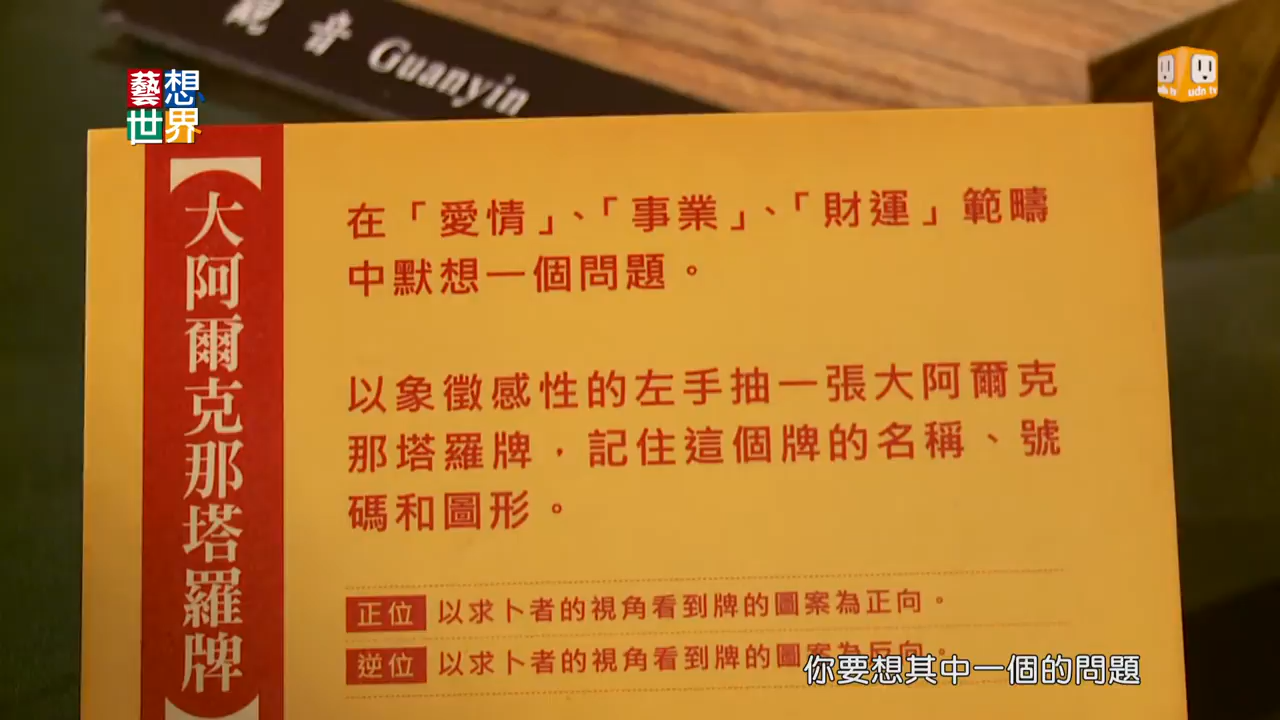 觀音 Guanyin
藝想
世界
udn tv
udn tv
【大阿爾克那塔羅牌】
在「愛情」、「事業」、「財運」範疇
中默想一個問題。
以象徵感性的左手抽一張大阿爾克
那塔羅牌，記住這個牌的名稱、號
碼和圖形。
正位 以求卜者的視角看到牌的圖案為正向。
逆位 以求卜者的視角看到牌的圖案為反向。
你要想其中一個的問題